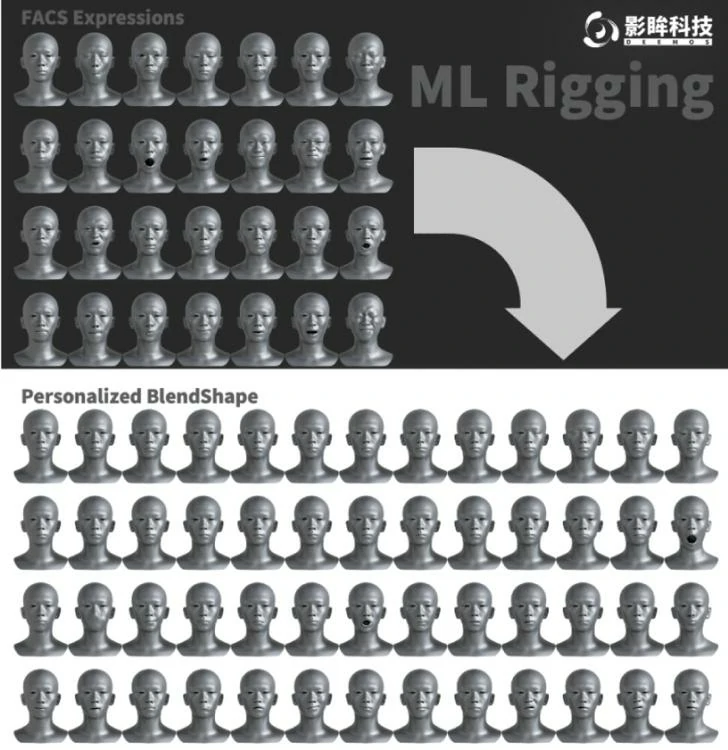 FACS Expressions
影眸科技
DEEMOS
ML Rigging
Personalized BlendShape